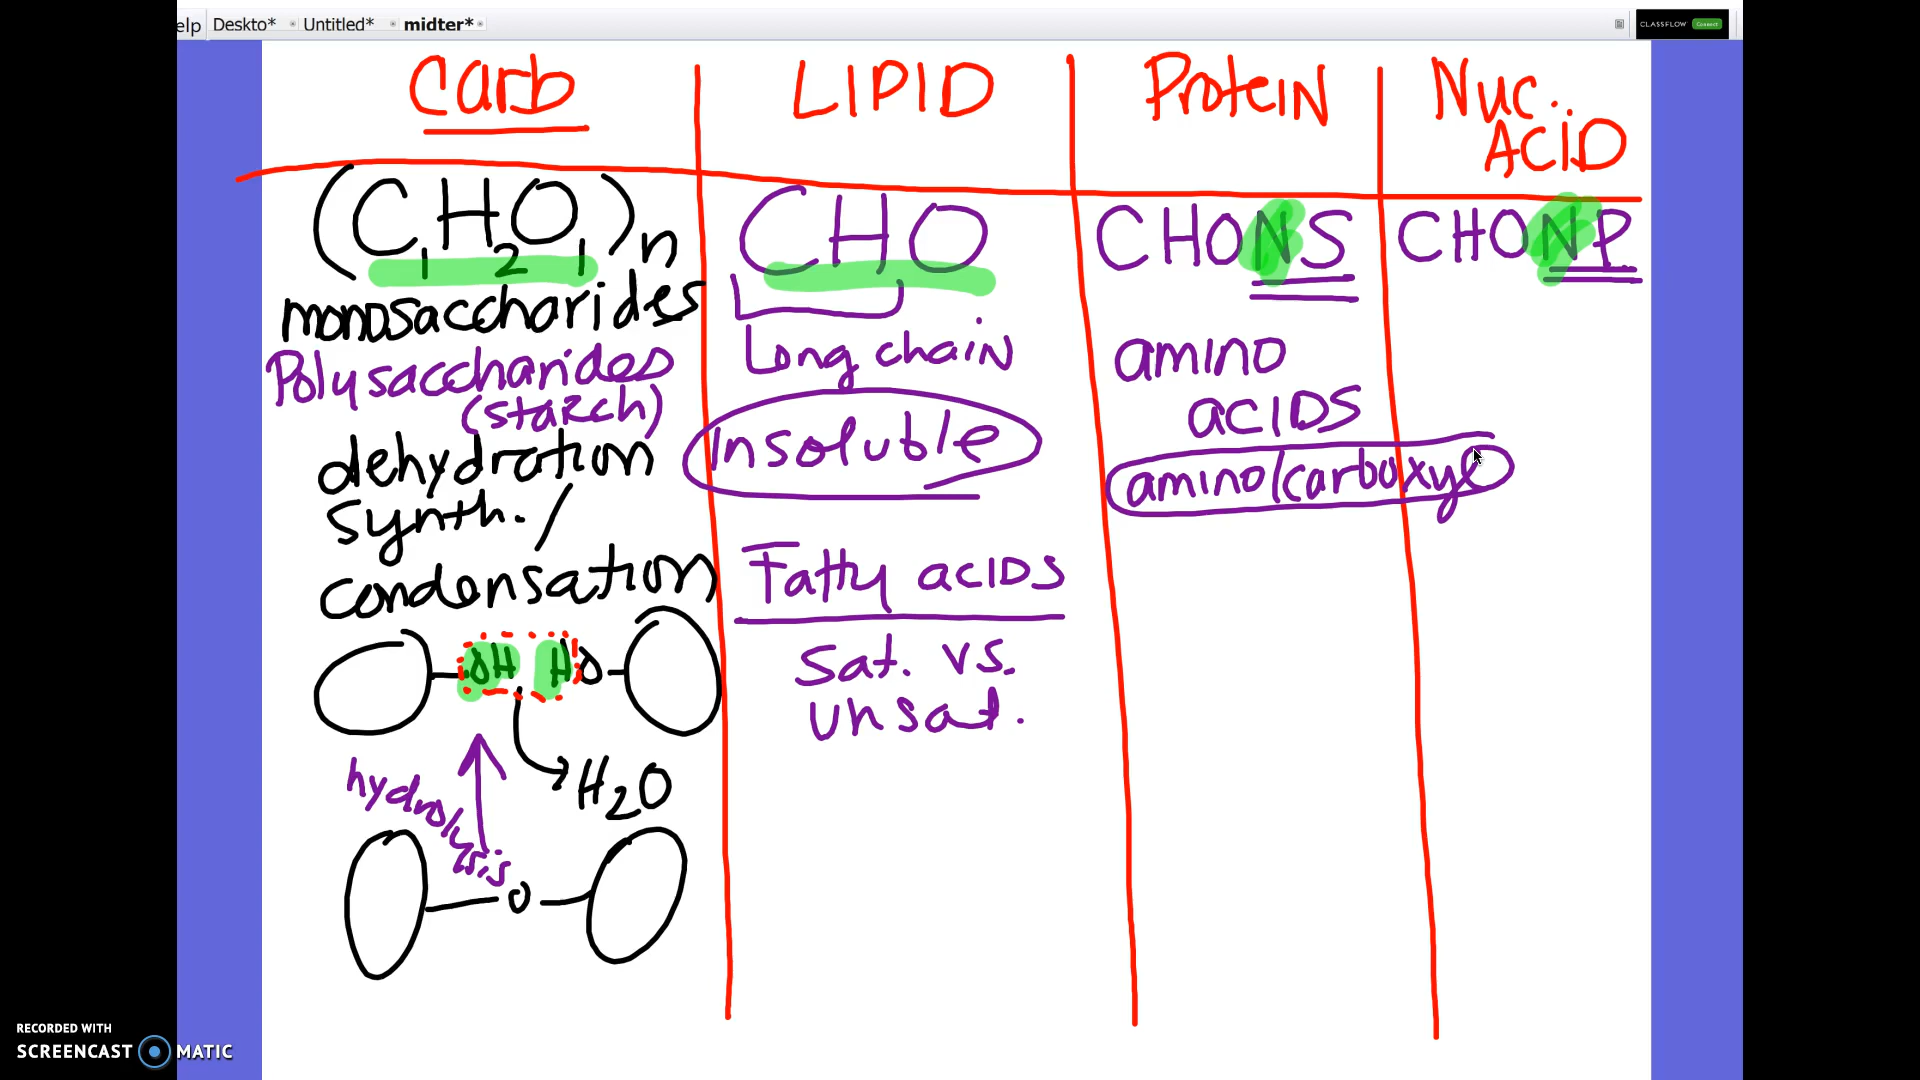 elp Deskto* Untitled* midter*
CLASSFLOW Connect
Carb
LIPID
Protein
Nuc.
ACID
(C1H2O1)n
monosaccharides
Polysaccharides
(starch)
dehydration
synth./
condensation
OH HO
H2O
hydrolysis
O
CHO
Long chain
Insoluble
Fatty acids
Sat. vs.
unsat.
CHONS
amino
acids
amino/carboxyl
CHONP
RECORDED WITH
SCREENCAST MATIC